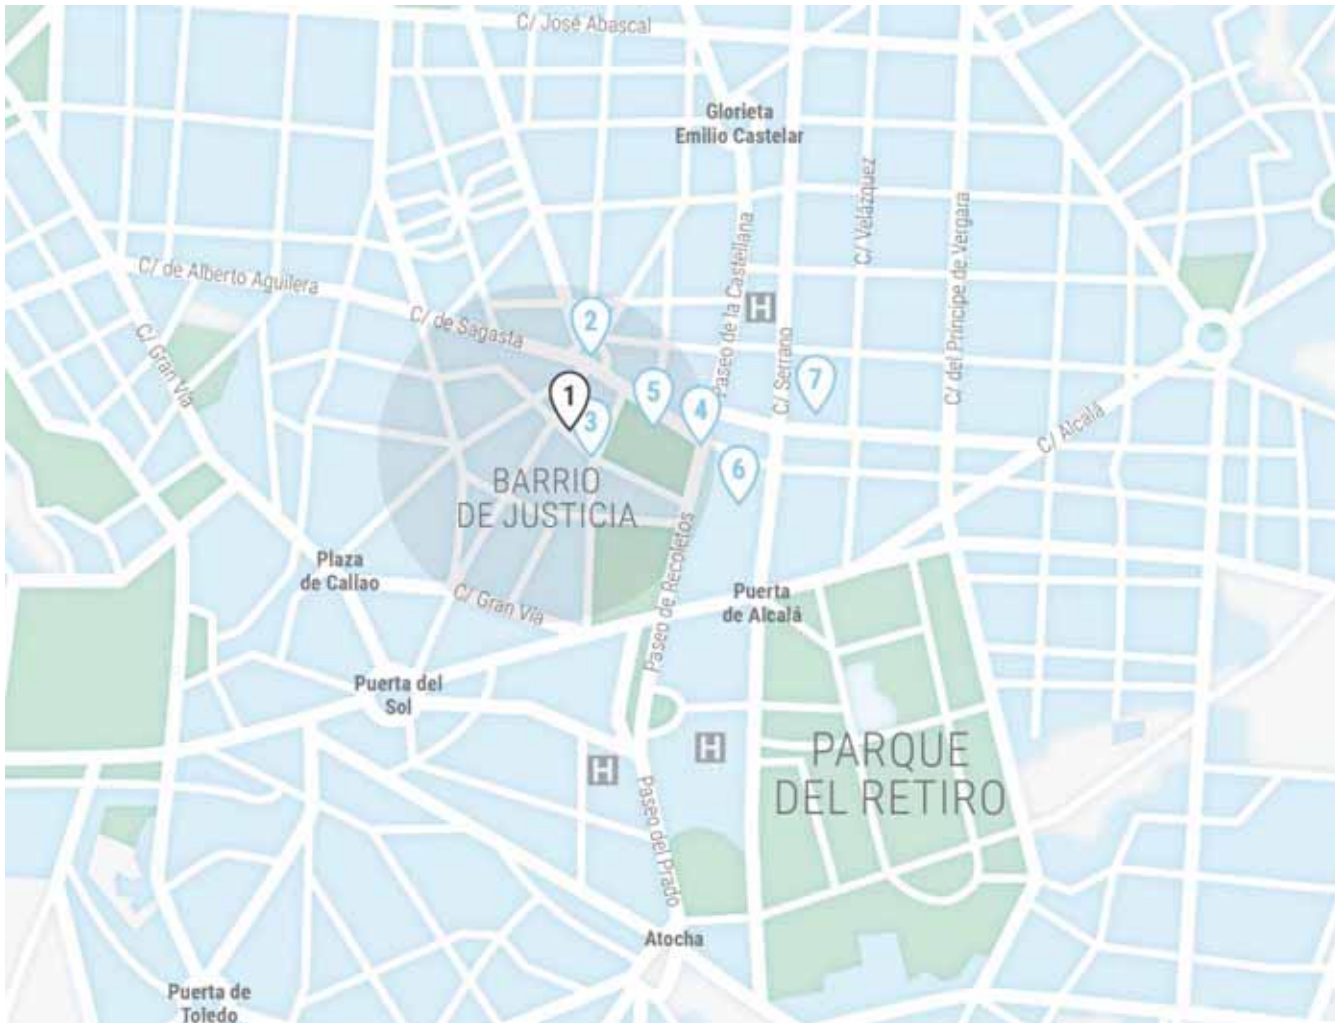 C/ José Abascal
Glorieta
Emilio Castelar
C/ Velázquez
C/ del Príncipe de Vergara
Paseo de la Castellana
C/ de Alberto Aguilera
H
C/ de Sagasta
2
C/ Serrano
C/ Gran Vía
7
1
5
4
3
C/ Alcalá
6
BARRIO
DE JUSTICIA
Plaza
de Callao
Paseo de Recoletos
C/ Gran Vía
Puerta
de Alcalá
Puerta del
Sol
H
H
PARQUE
DEL RETIRO
Paseo del Prado
Atocha
Puerta de
Toledo